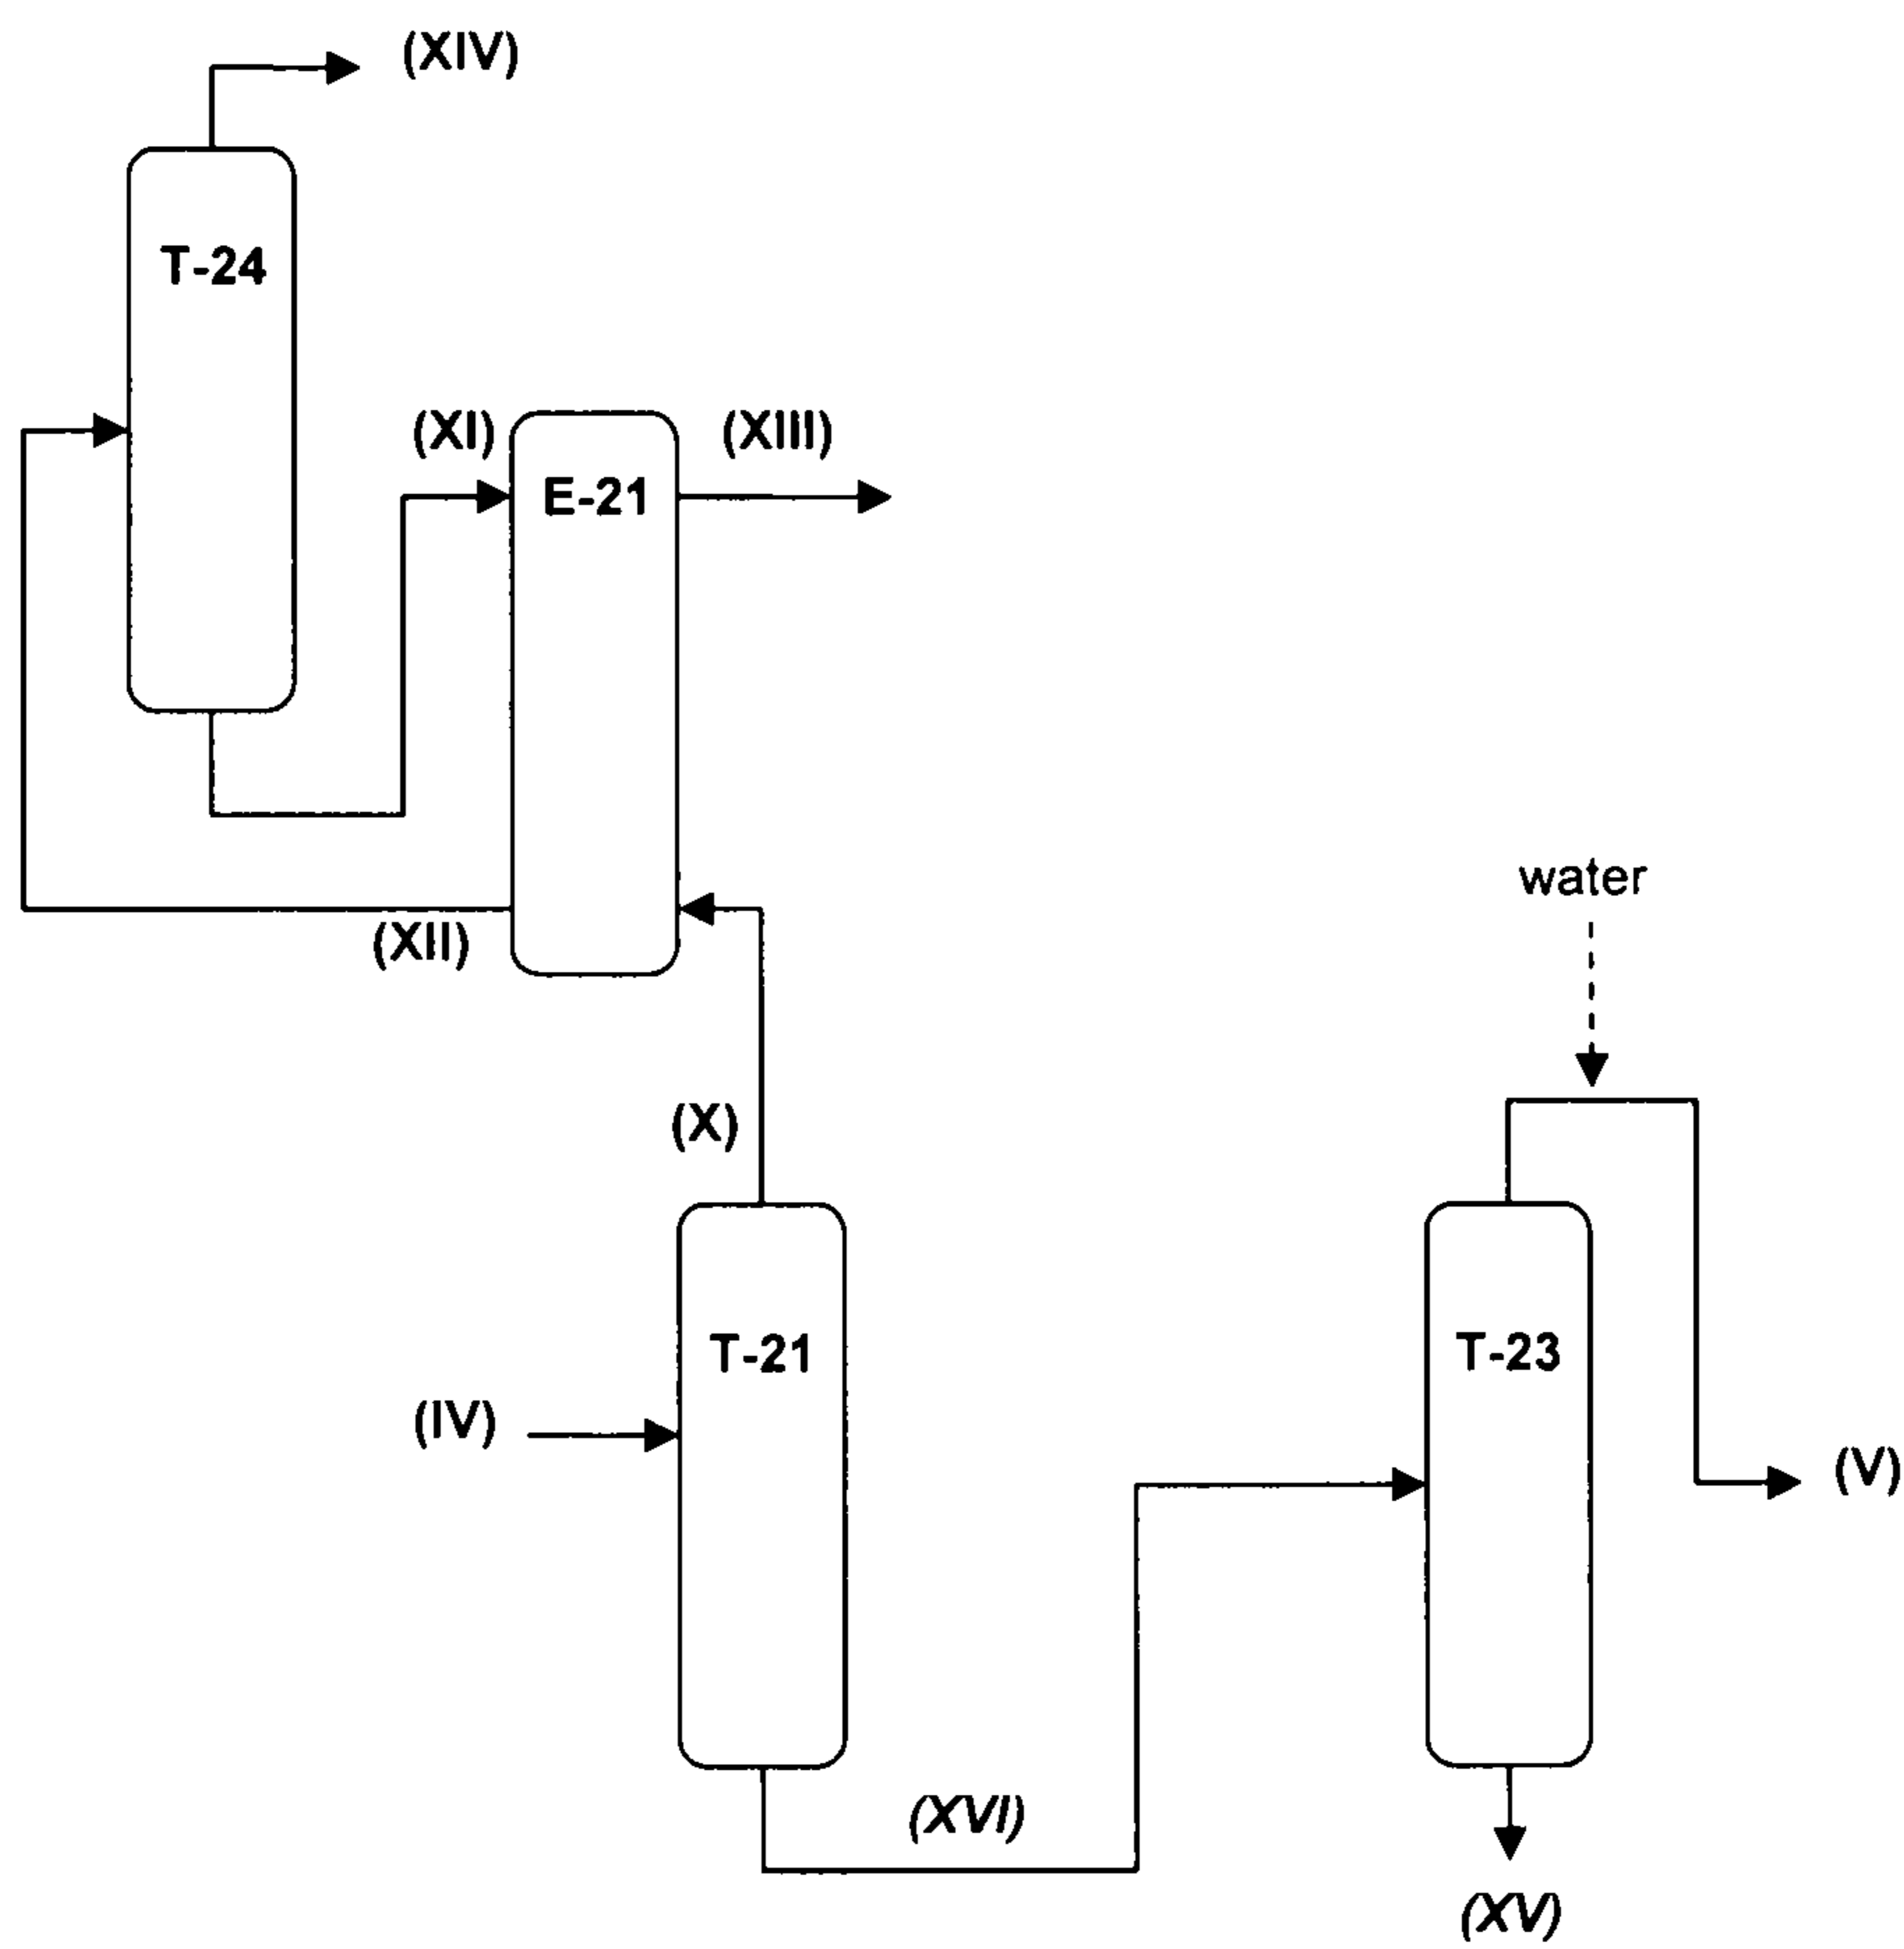 (XIV)
T-24
(XI)
(XIII)
E-21
water
(XII)
(X)
T-21
T-23
(IV)
(V)
(XVI)
(XV)